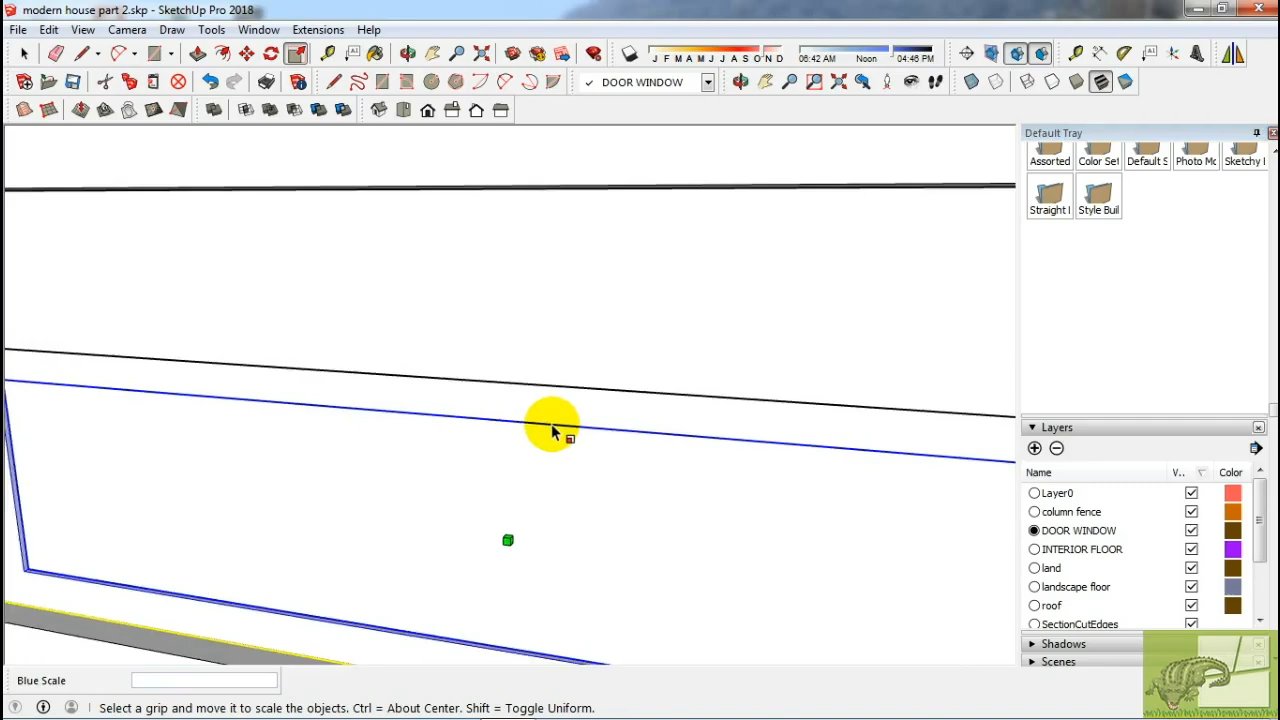 modern house part 2.skp - SketchUp Pro 2018
File Edit View Camera Draw Tools Window Extensions Help
J F M A M J J A S O N D 06:42 AM Noon 04:46 PM
DOOR WINDOW
Default Tray
Assorted Color Set Default S Photo Mo Sketchy
Straight Style Buil
Layers
Name V.. Color
Layer0
column fence
DOOR WINDOW
INTERIOR FLOOR
land
landscape floor
roof
SectionCutEdges
Shadows
Scenes
Blue Scale
Select a grip and move it to scale the objects. Ctrl = About Center. Shift = Toggle Uniform.